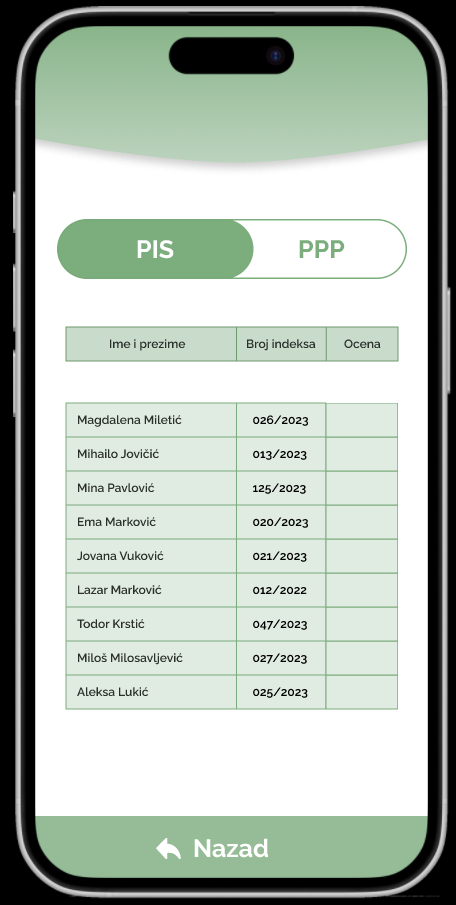 PIS PPP
Ime i prezime Broj indeksa Ocena
Magdalena Miletić 026/2023
Mihailo Jovičić 013/2023
Mina Pavlović 125/2023
Ema Marković 020/2023
Jovana Vuković 021/2023
Lazar Marković 012/2022
Todor Krstić 047/2023
Miloš Milosavljević 027/2023
Aleksa Lukić 025/2023
Nazad